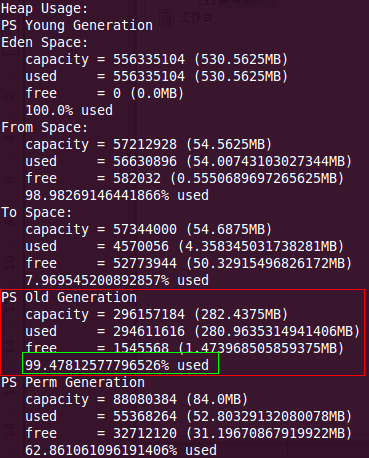 Heap Usage:
PS Young Generation
Eden Space:
capacity = 556335104 (530.5625MB)
used     = 556335104 (530.5625MB)
free     = 0 (0.0MB)
100.0% used
From Space:
capacity = 57212928 (54.5625MB)
used     = 56630896 (54.00743103027344MB)
free     = 582032 (0.5550689697265625MB)
98.98269146441866% used
To Space:
capacity = 57344000 (54.6875MB)
used     = 4570056 (4.358345031738281MB)
free     = 52773944 (50.32915496826172MB)
7.969545200892857% used
PS Old Generation
capacity = 296157184 (282.4375MB)
used     = 294611616 (280.9635314941406MB)
free     = 1545568 (1.473968505859375MB)
99.47812577796526% used
PS Perm Generation
capacity = 88080384 (84.0MB)
used     = 55368264 (52.80329132080078MB)
free     = 32712120 (31.19670867919922MB)
62.861061096191406% used